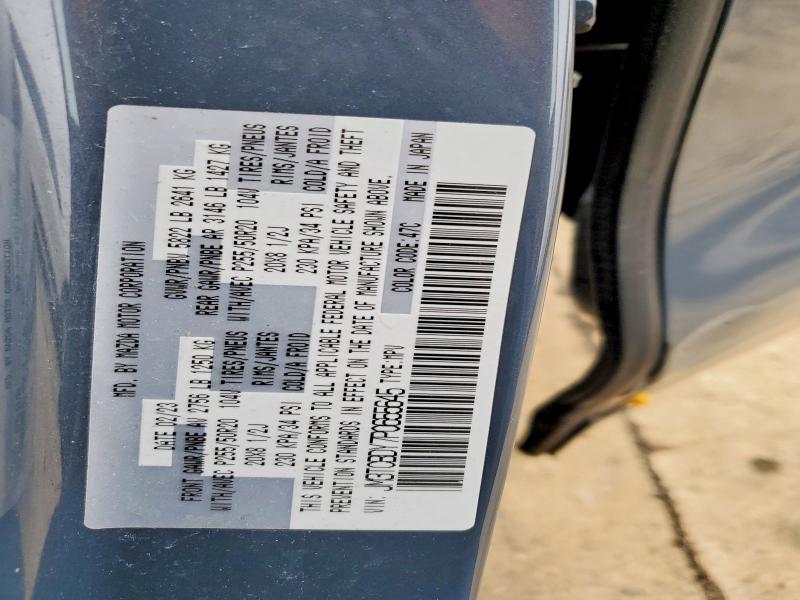 MFD. BY MAZDA MOTOR CORPORATION
DATE 02/23 GVWR/PNBV 5822 LB 2641 KG
FRONT GAWR/PNBE AV 2756 LB 1250 KG REAR GAWR/PNBE AR 3146 LB 1427 KG
WITH/AVEC P255/50R20 104V TIRES/PNEUS WITH/AVEC P255/50R20 104V TIRES/PNEUS
20X8 1/2J RIMS/JANTES 20X8 1/2J RIMS/JANTES
230 KPA/34 PSI COLD/A FROID 230 KPA/34 PSI COLD/A FROID
THIS VEHICLE CONFORMS TO ALL APPLICABLE FEDERAL MOTOR VEHICLE SAFETY AND THEFT
PREVENTION STANDARDS IN EFFECT ON THE DATE OF MANUFACTURE SHOWN ABOVE.
VIN: JM3TCBDY7P0655645 TYPE:MPV COLOR CODE:47C MADE IN JAPAN